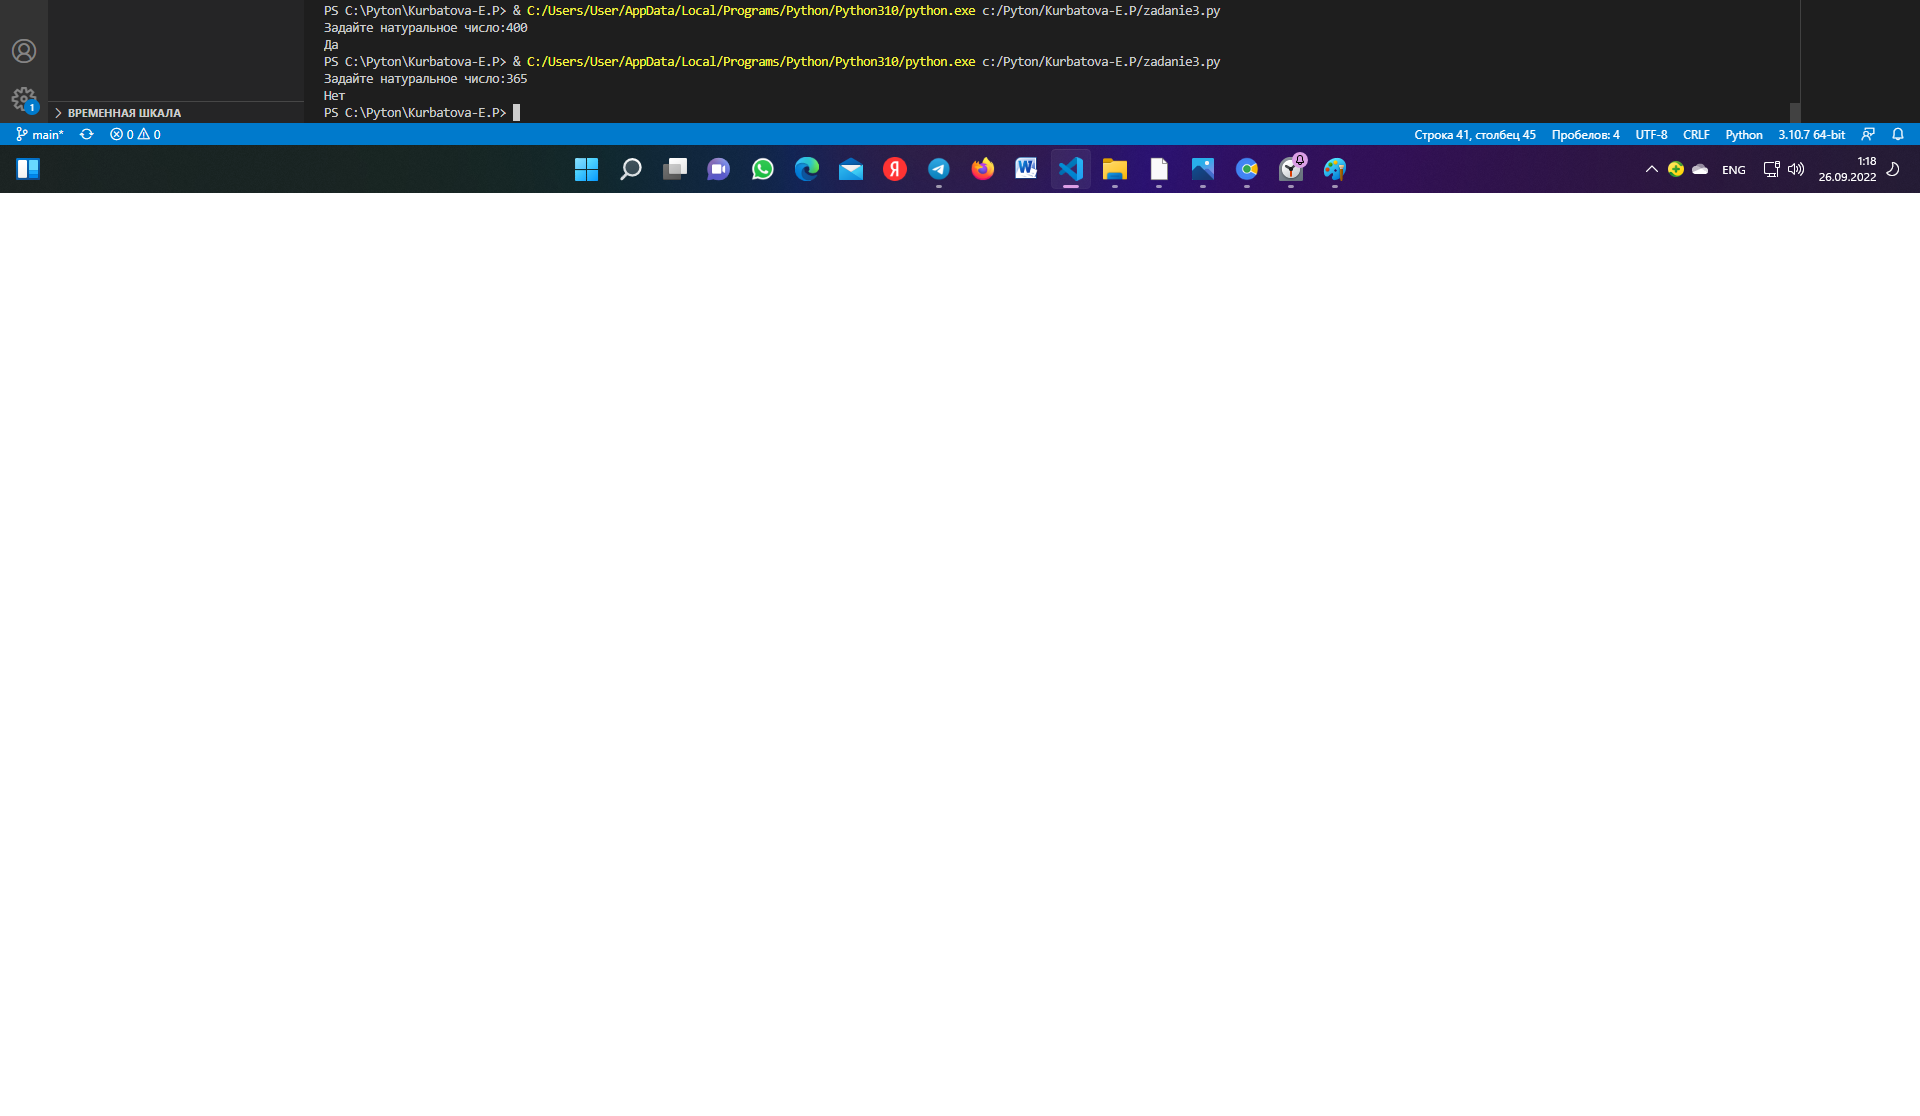 PS C:\Pyton\Kurbatova-E.P> & C:/Users/User/AppData/Local/Programs/Python/Python310/python.exe c:/Pyton/Kurbatova-E.P/zadanie3.py
Задайте натуральное число:400
Да
PS C:\Pyton\Kurbatova-E.P> & C:/Users/User/AppData/Local/Programs/Python/Python310/python.exe c:/Pyton/Kurbatova-E.P/zadanie3.py
Задайте натуральное число:365
Нет
PS C:\Pyton\Kurbatova-E.P>
1
ВРЕМЕННАЯ ШКАЛА
main* 0 0 Строка 41, столбец 45 Пробелов: 4 UTF-8 CRLF Python 3.10.7 64-bit
Я W ENG 1:18
26.09.2022